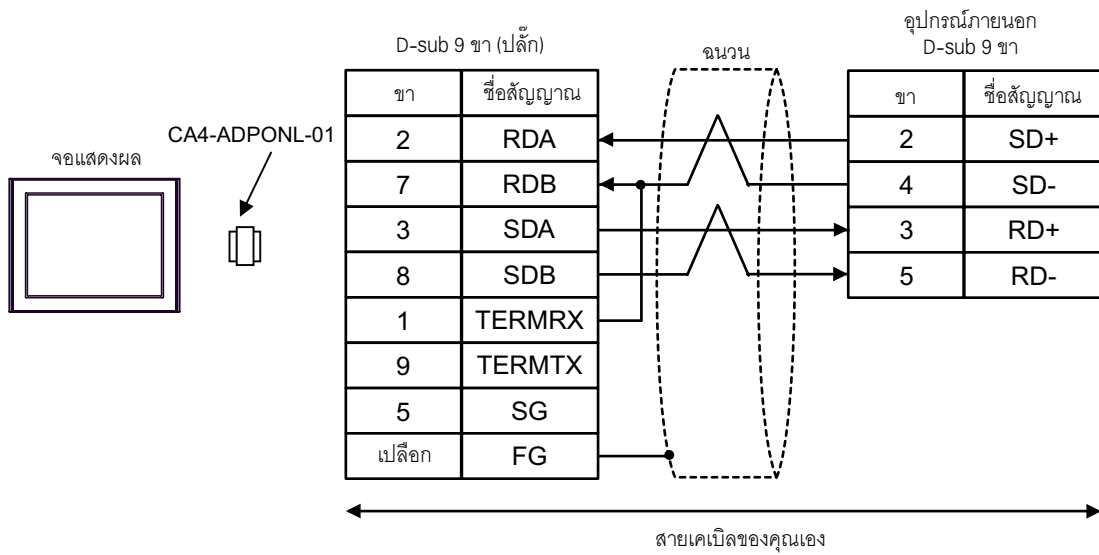 จอแสดงผล
CA4-ADPONL-01
D-sub 9 ขา (ปลั๊ก)
ขา ชื่อสัญญาณ
2 RDA
7 RDB
3 SDA
8 SDB
1 TERMRX
9 TERMTX
5 SG
เปลือก FG
ฉนวน
อุปกรณ์ภายนอก
D-sub 9 ขา
ขา ชื่อสัญญาณ
2 SD+
4 SD-
3 RD+
5 RD-
สายเคเบิลของคุณเอง